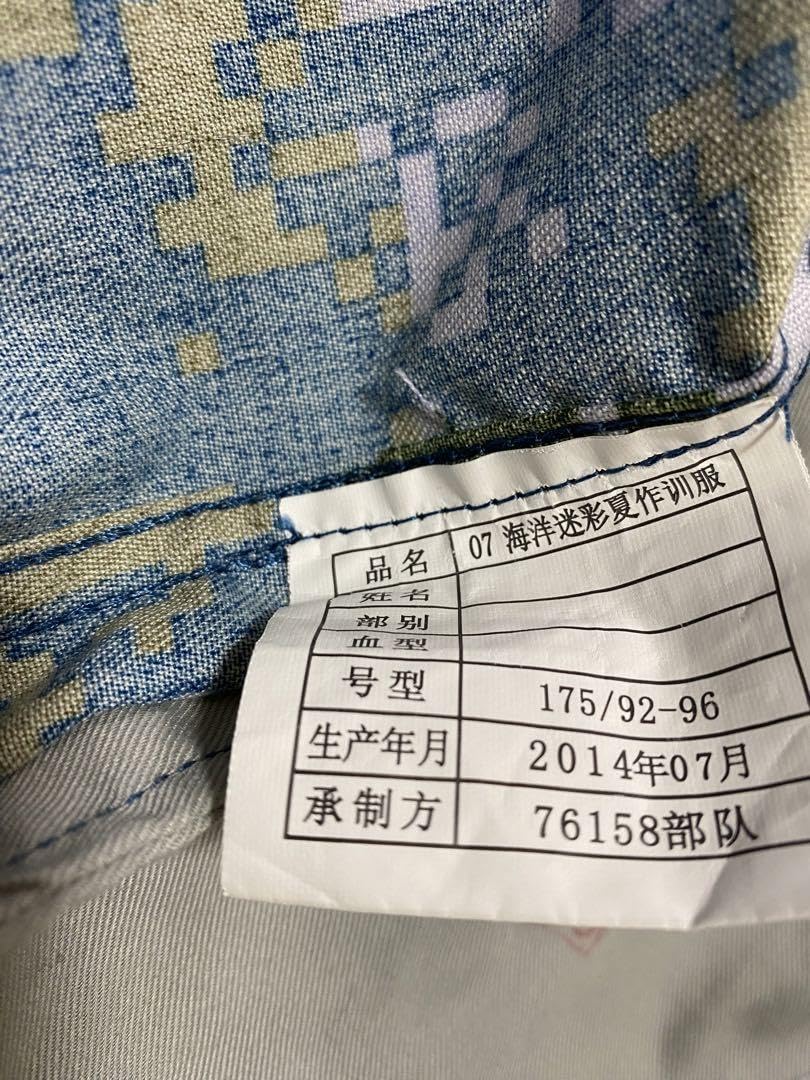 品名 07 海洋迷彩夏作训服
姓名
部别
血型
号型 175/92-96
生产年月 2014年07月
承制方 76158部队